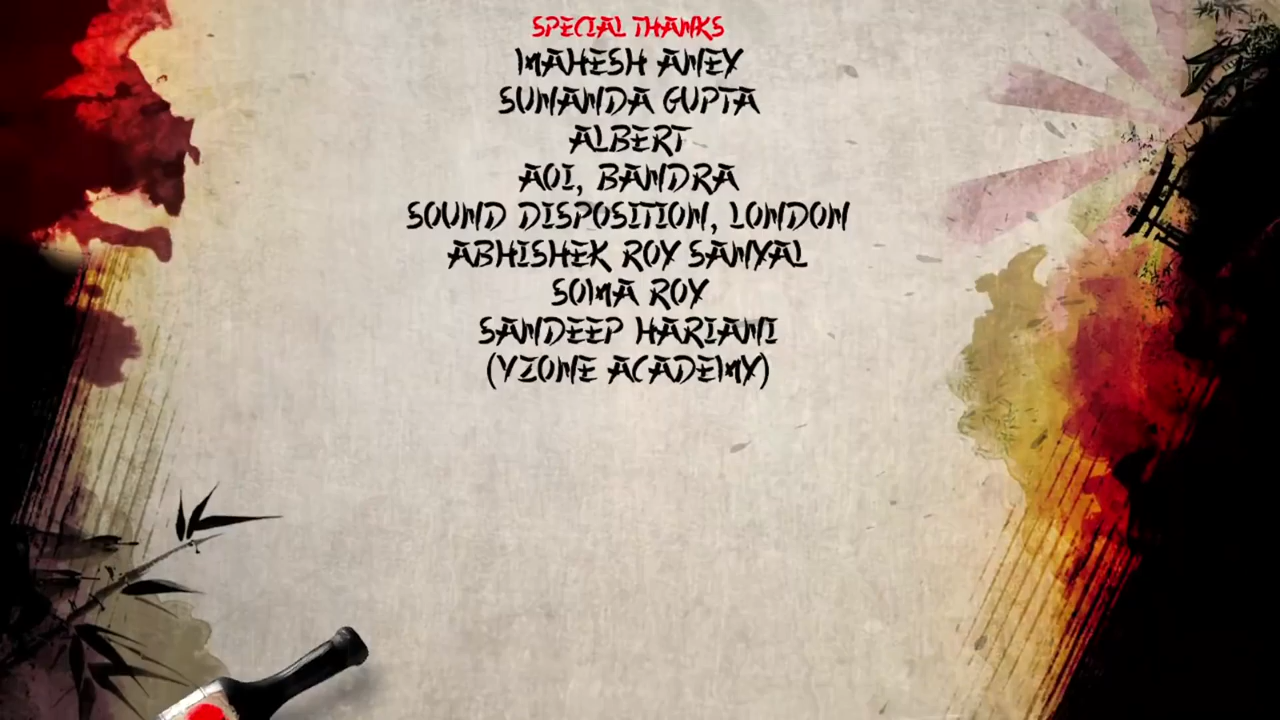 SPECIAL THANKS
MAHESH ANEY
SUNANDA GUPTA
ALBERT
AOI, BANDRA
SOUND DISPOSITION, LONDON
ABHISHEK ROY SANYAL
SOMA ROY
SANDEEP HARIANI
(YZONE ACADEMY)